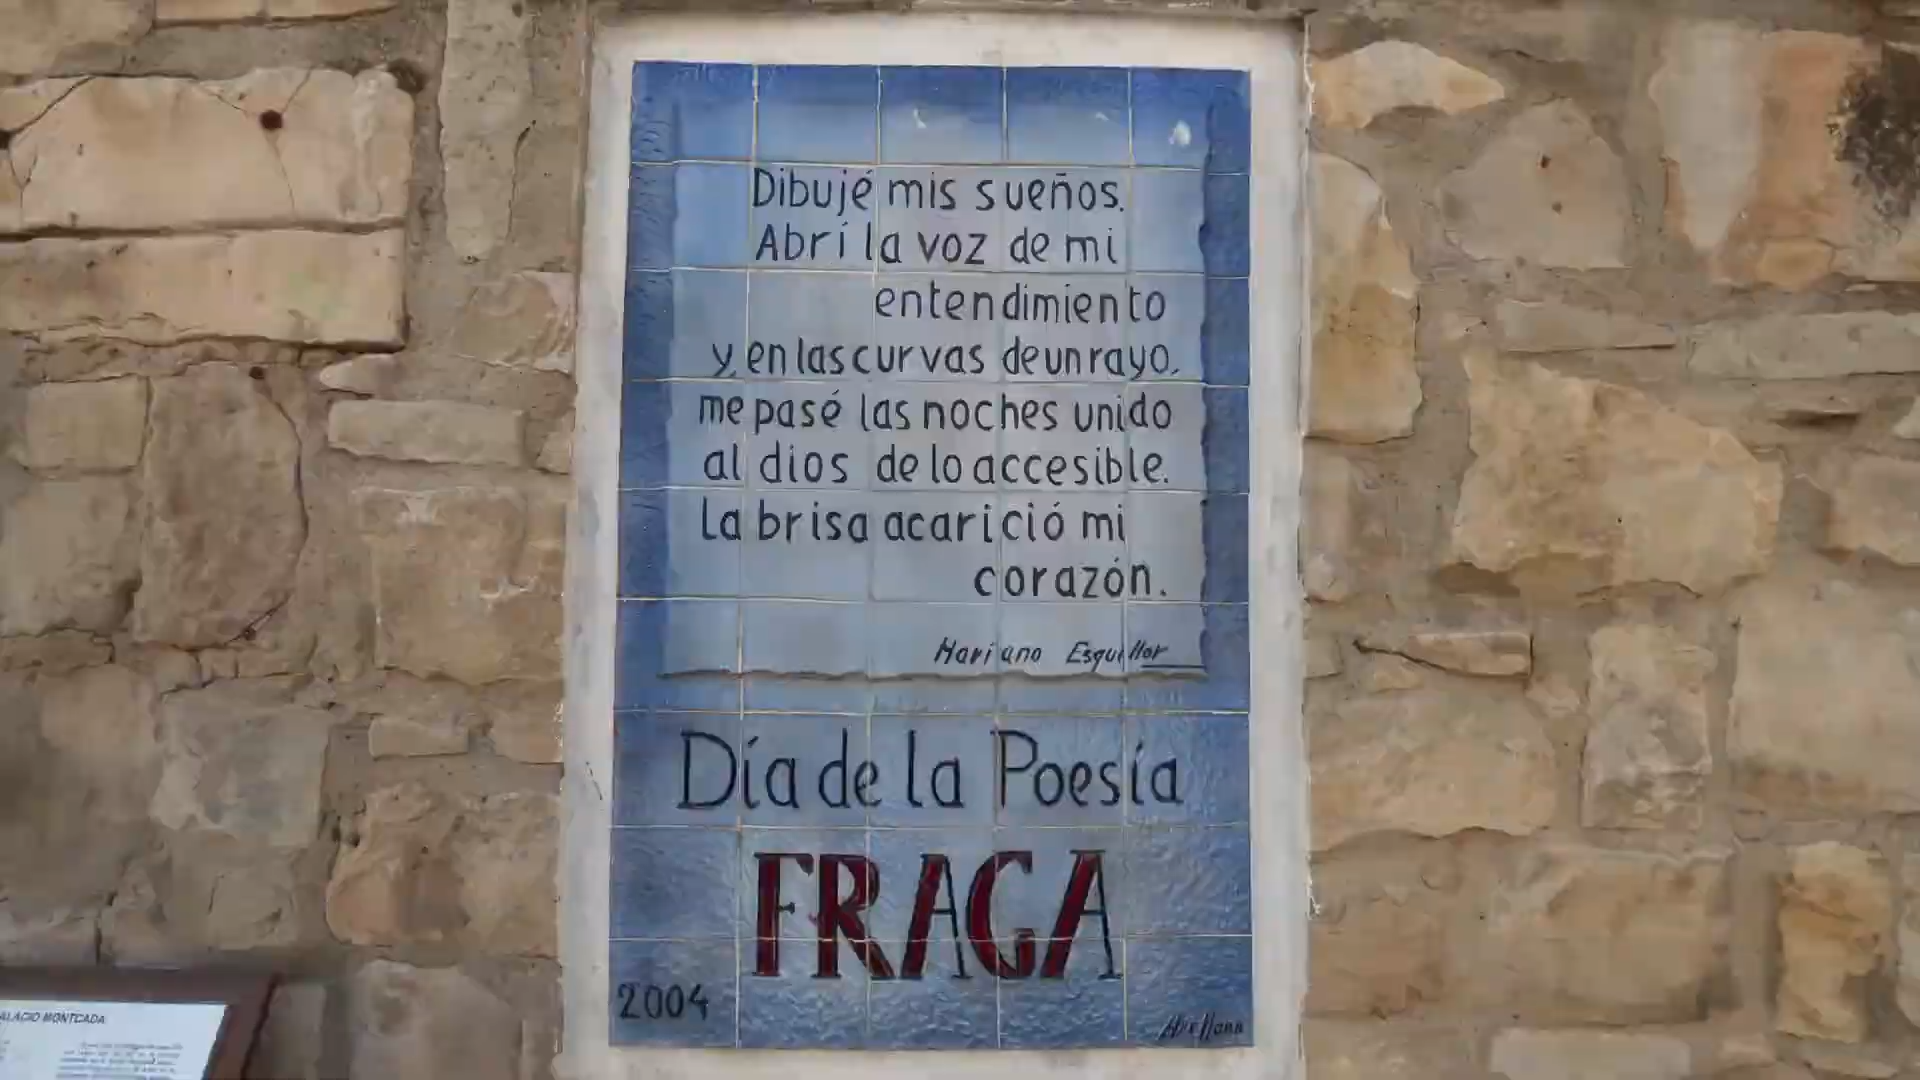 Dibujé mis sueños.
Abrí la voz de mi
entendimiento
y, en las curvas de un rayo,
me pasé las noches unido
al dios de lo accesible.
La brisa acarició mi
corazón.
Mariano Esquillor
Día de la Poesía
FRAGA
2004
ALACIO MONTCADA